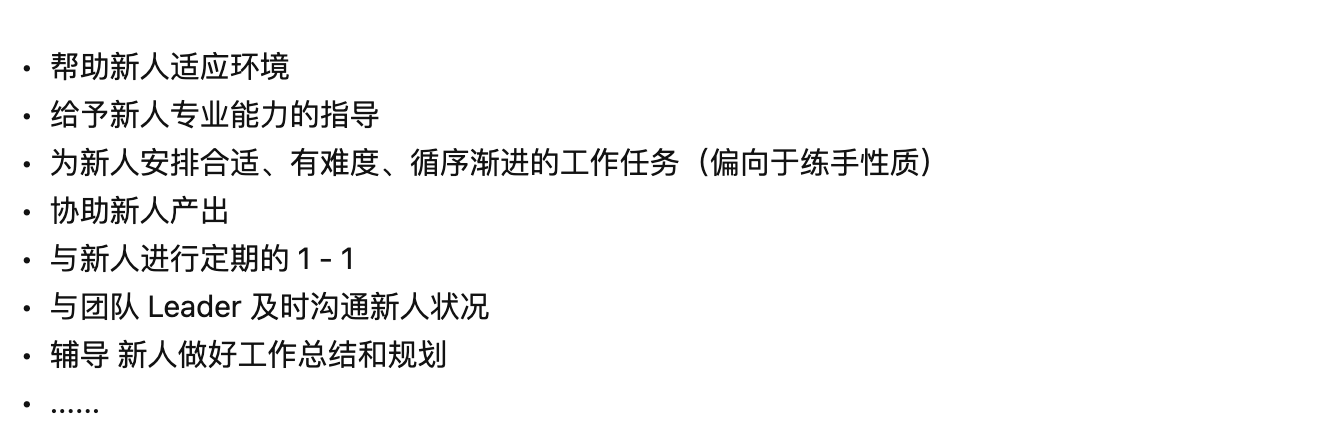 • 帮助新人适应环境
• 给予新人专业能力的指导
• 为新人安排合适、有难度、循序渐进的工作任务（偏向于练手性质）
• 协助新人产出
• 与新人进行定期的 1 - 1
• 与团队 Leader 及时沟通新人状况
• 辅导 新人做好工作总结和规划
• ......